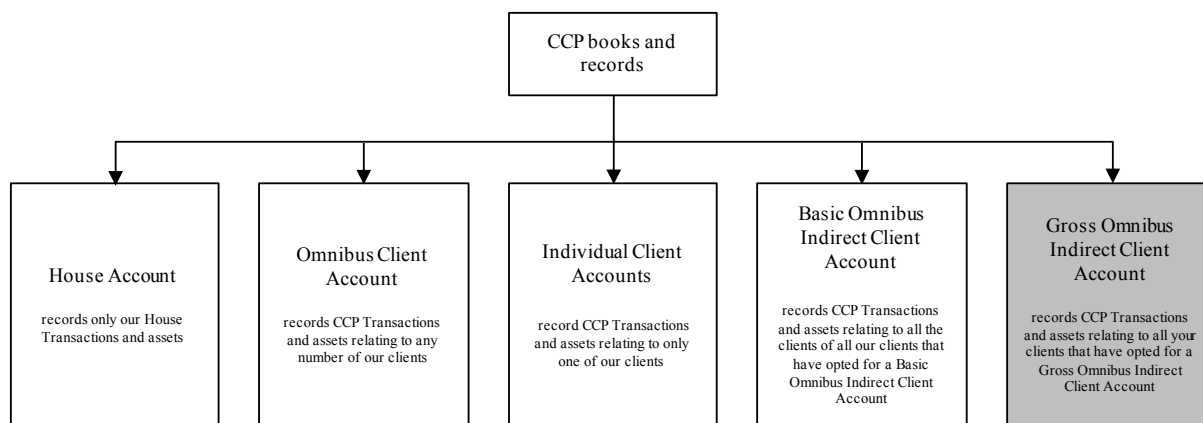 CCP books and
records
House Account
records only our House
Transactions and assets
Omnibus Client
Account
records CCP Transactions
and assets relating to any
number of our clients
Individual Client
Accounts
record CCP Transactions
and assets relating to only
one of our clients
Basic Omnibus
Indirect Client
Account
records CCP Transactions
and assets relating to all the
clients of all our clients that
have opted for a Basic
Omnibus Indirect Client
Account
Gross Omnibus
Indirect Client
Account
records CCP Transactions
and assets relating to all your
clients that have opted for a
Gross Omnibus Indirect
Client Account